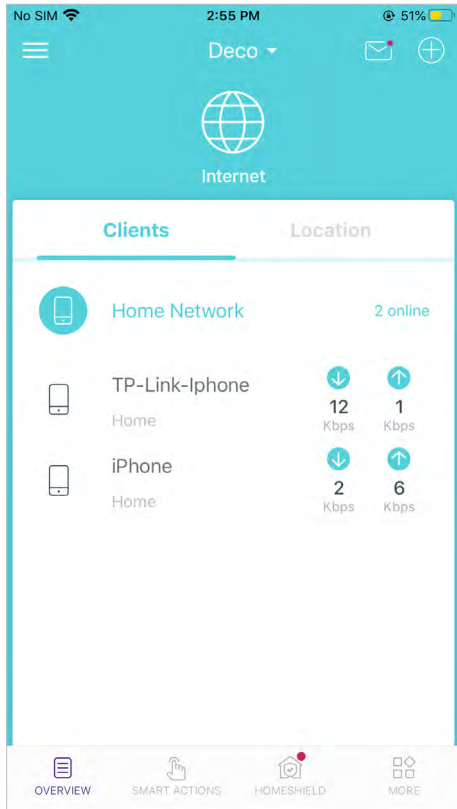 No SIM 2:55 PM 51%
Deco
Internet
Clients Location
Home Network 2 online
TP-Link-Iphone
Home
12 1
Kbps Kbps
iPhone
Home
2 6
Kbps Kbps
OVERVIEW SMART ACTIONS HOMESHIELD MORE